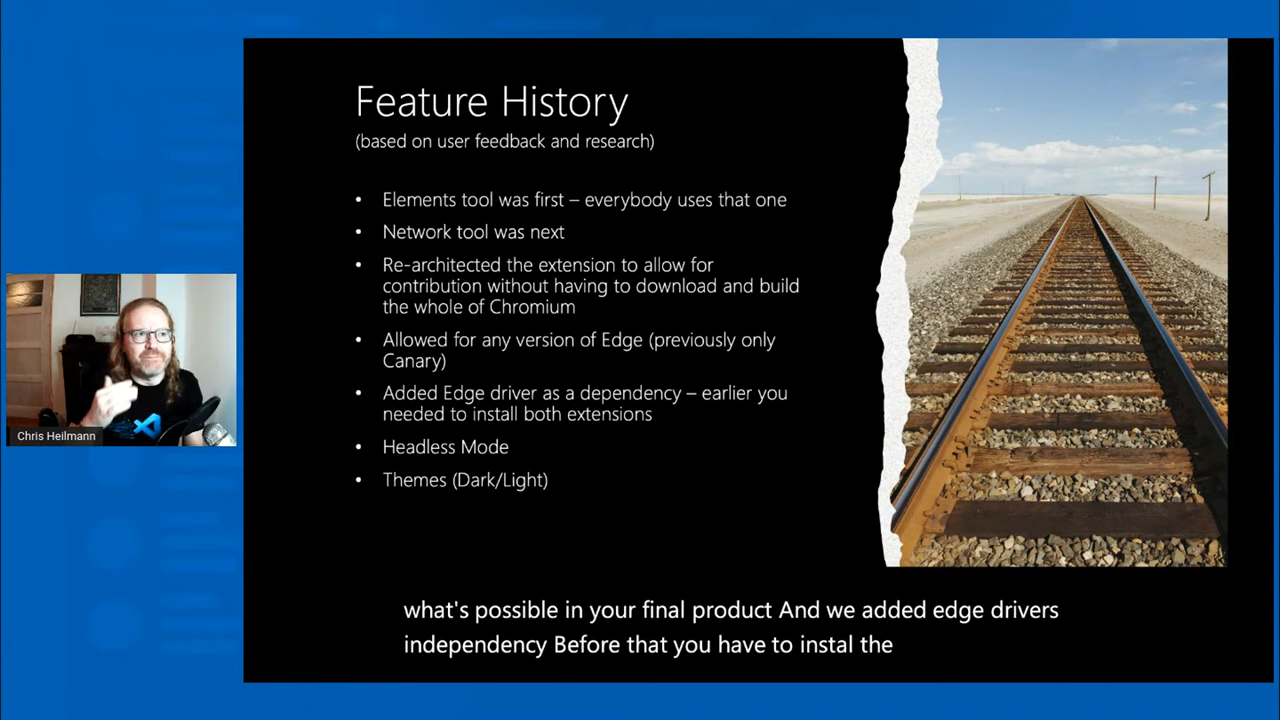 Feature History
(based on user feedback and research)
• Elements tool was first – everybody uses that one
• Network tool was next
• Re-architected the extension to allow for
contribution without having to download and build
the whole of Chromium
• Allowed for any version of Edge (previously only
Canary)
• Added Edge driver as a dependency – earlier you
needed to install both extensions
• Headless Mode
• Themes (Dark/Light)
Chris Heilmann
what's possible in your final product And we added edge drivers
independency Before that you have to instal the